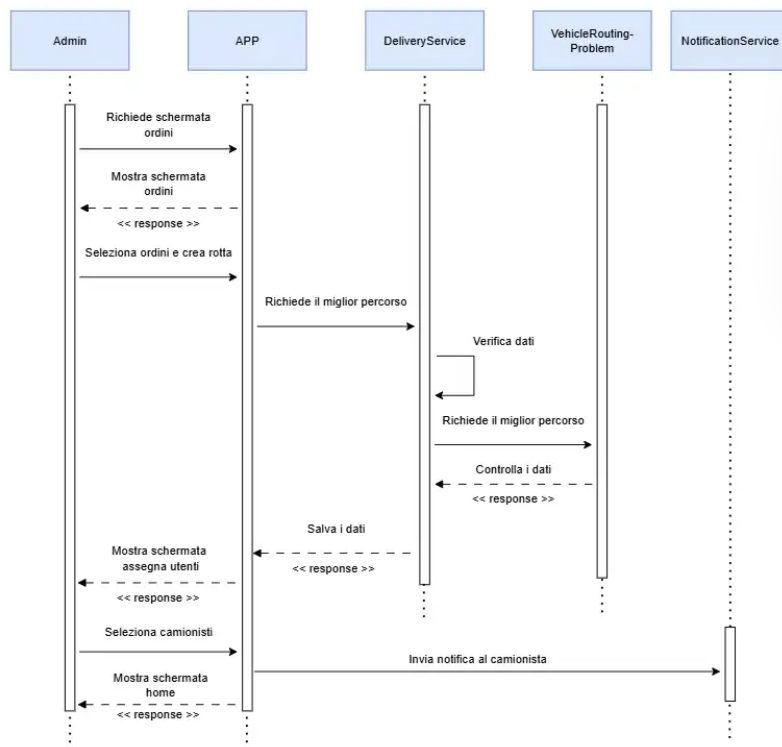 Admin
APP
DeliveryService
VehicleRouting-
Problem
NotificationService
Richiede schermata
ordini
Mostra schermata
ordini
<< response >>
Seleziona ordini e crea rotta
Richiede il miglior percorso
Verifica dati
Richiede il miglior percorso
Controlla i dati
<< response >>
Salva i dati
<< response >>
Mostra schermata
assegna utenti
<< response >>
Seleziona camionisti
Invia notifica al camionista
Mostra schermata
home
<< response >>